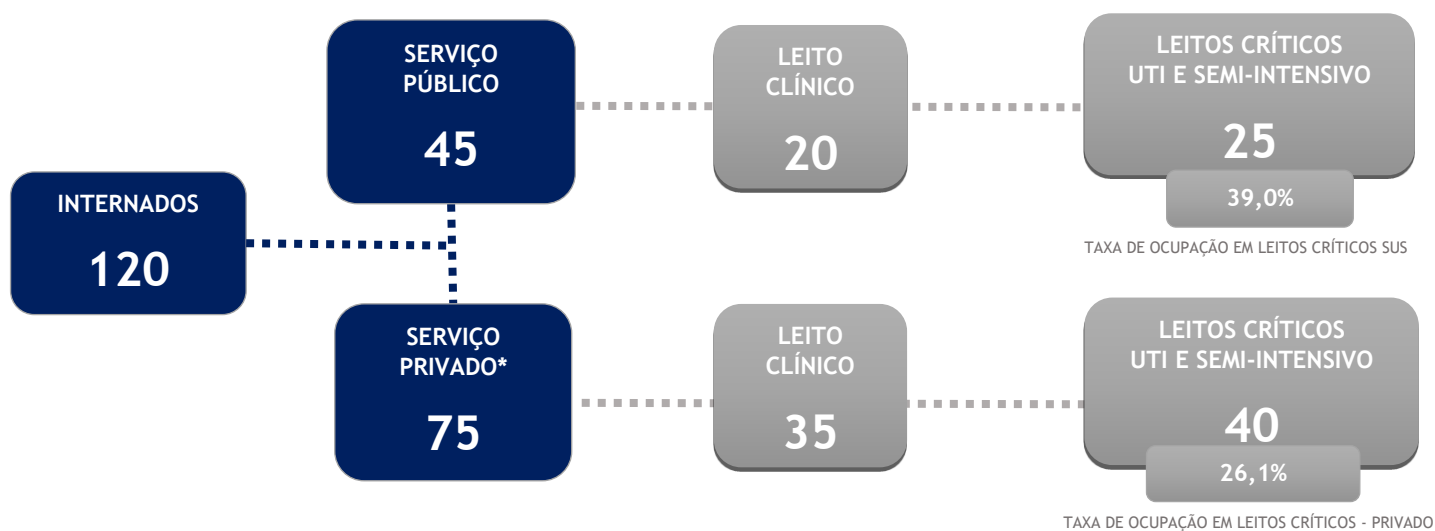 INTERNADOS
120
SERVIÇO
PÚBLICO
45
LEITO
CLÍNICO
20
LEITOS CRÍTICOS
UTI E SEMI-INTENSIVO
25
39,0%
TAXA DE OCUPAÇÃO EM LEITOS CRÍTICOS SUS
SERVIÇO
PRIVADO*
75
LEITO
CLÍNICO
35
LEITOS CRÍTICOS
UTI E SEMI-INTENSIVO
40
26,1%
TAXA DE OCUPAÇÃO EM LEITOS CRÍTICOS - PRIVADO